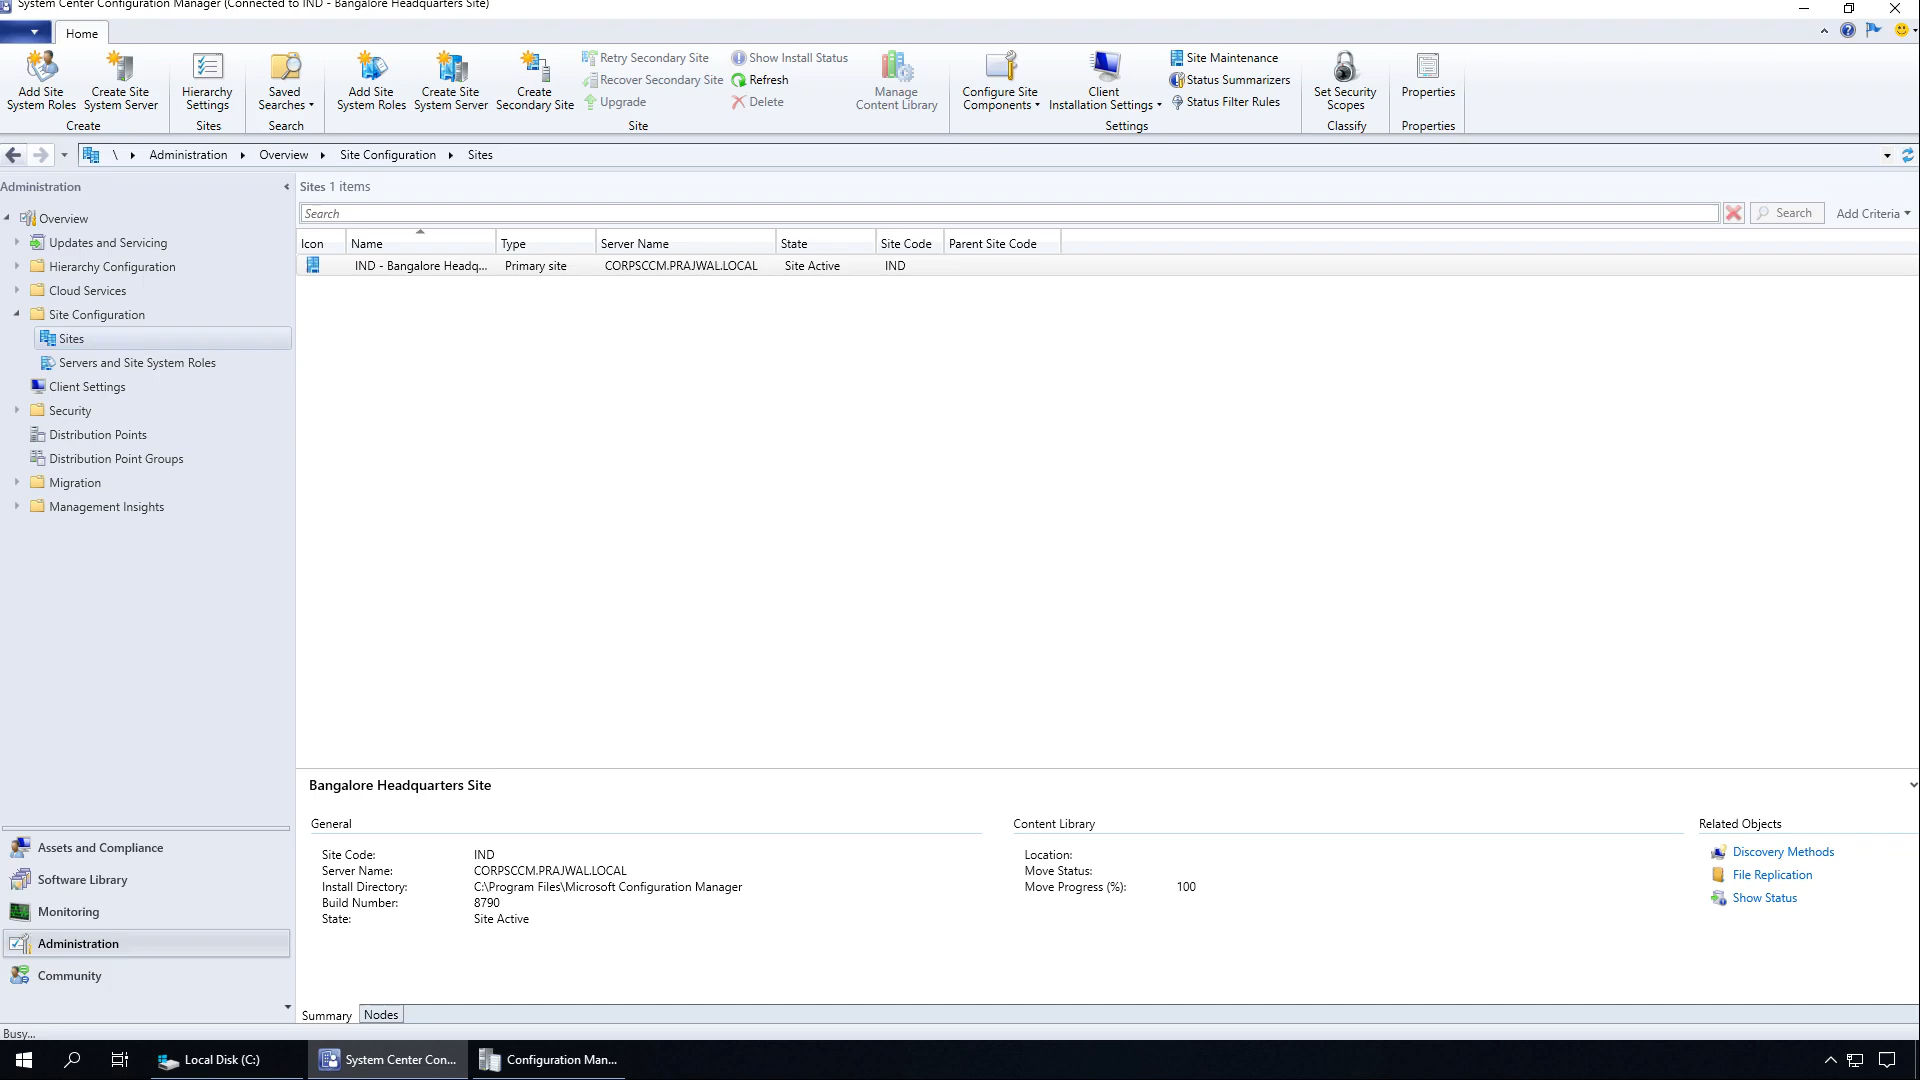 System Center Configuration Manager (Connected to IND - Bangalore Headquarters Site)
Home
Add Site System Roles
Create Site System Server
Create
Hierarchy Settings
Sites
Saved Searches
Search
Add Site System Roles
Create Site System Server
Create Secondary Site
Retry Secondary Site
Recover Secondary Site
Upgrade
Show Install Status
Refresh
Delete
Manage Content Library
Site
Configure Site Components
Client Installation Settings
Site Maintenance
Status Summarizers
Status Filter Rules
Settings
Set Security Scopes
Classify
Properties
Properties
\ Administration Overview Site Configuration Sites
Administration
Overview
Updates and Servicing
Hierarchy Configuration
Cloud Services
Site Configuration
Sites
Servers and Site System Roles
Client Settings
Security
Distribution Points
Distribution Point Groups
Migration
Management Insights
Assets and Compliance
Software Library
Monitoring
Administration
Community
Sites 1 items
Search
Search
Add Criteria
Icon Name Type Server Name State Site Code Parent Site Code
IND - Bangalore Headq... Primary site CORPSCCM.PRAJWAL.LOCAL Site Active IND
Bangalore Headquarters Site
General
Site Code: IND
Server Name: CORPSCCM.PRAJWAL.LOCAL
Install Directory: C:\Program Files\Microsoft Configuration Manager
Build Number: 8790
State: Site Active
Content Library
Location:
Move Status:
Move Progress (%): 100
Related Objects
Discovery Methods
File Replication
Show Status
Summary Nodes
Busy...
Local Disk (C:)
System Center Con...
Configuration Man...